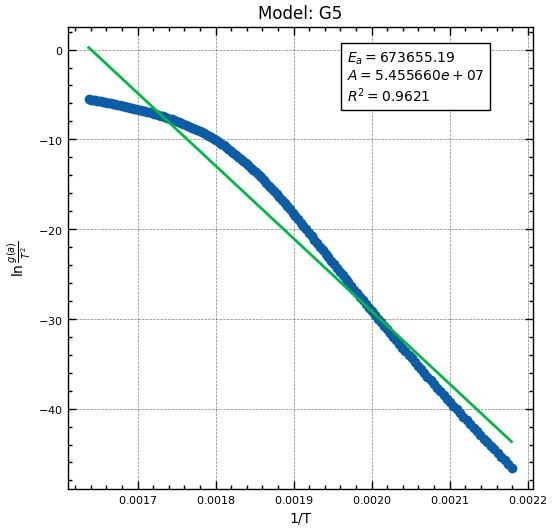 Model: G5
0
−10
−20
−30
−40
E_a = 673655.19
A = 5.455660e + 07
R² = 0.9621
ln g(a)/T²
0.0017 0.0018 0.0019 0.0020 0.0021 0.0022
1/T